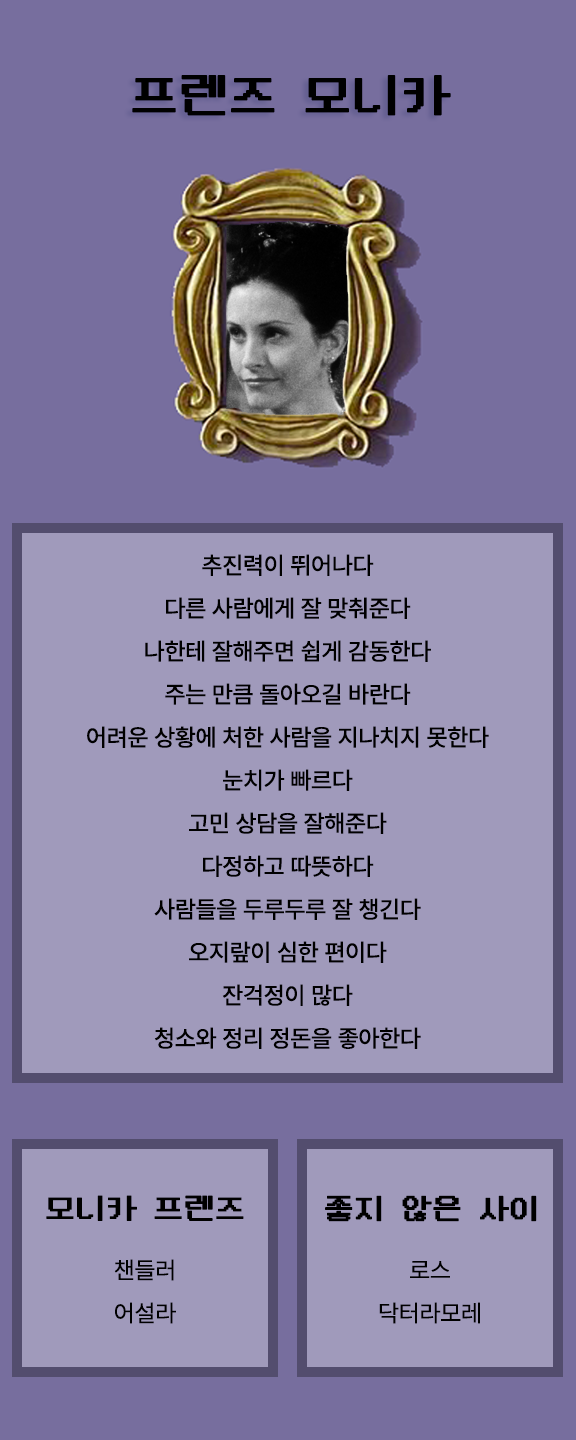 프렌즈 모니카
추진력이 뛰어나다
다른 사람에게 잘 맞춰준다
나한테 잘해주면 쉽게 감동한다
주는 만큼 돌아오길 바란다
어려운 상황에 처한 사람을 지나치지 못한다
눈치가 빠르다
고민 상담을 잘해준다
다정하고 따뜻하다
사람들을 두루두루 잘 챙긴다
오지랖이 심한 편이다
잔걱정이 많다
청소와 정리 정돈을 좋아한다
모니카 프렌즈
챈들러
어설라
좋지 않은 사이
로스
닥터라모레